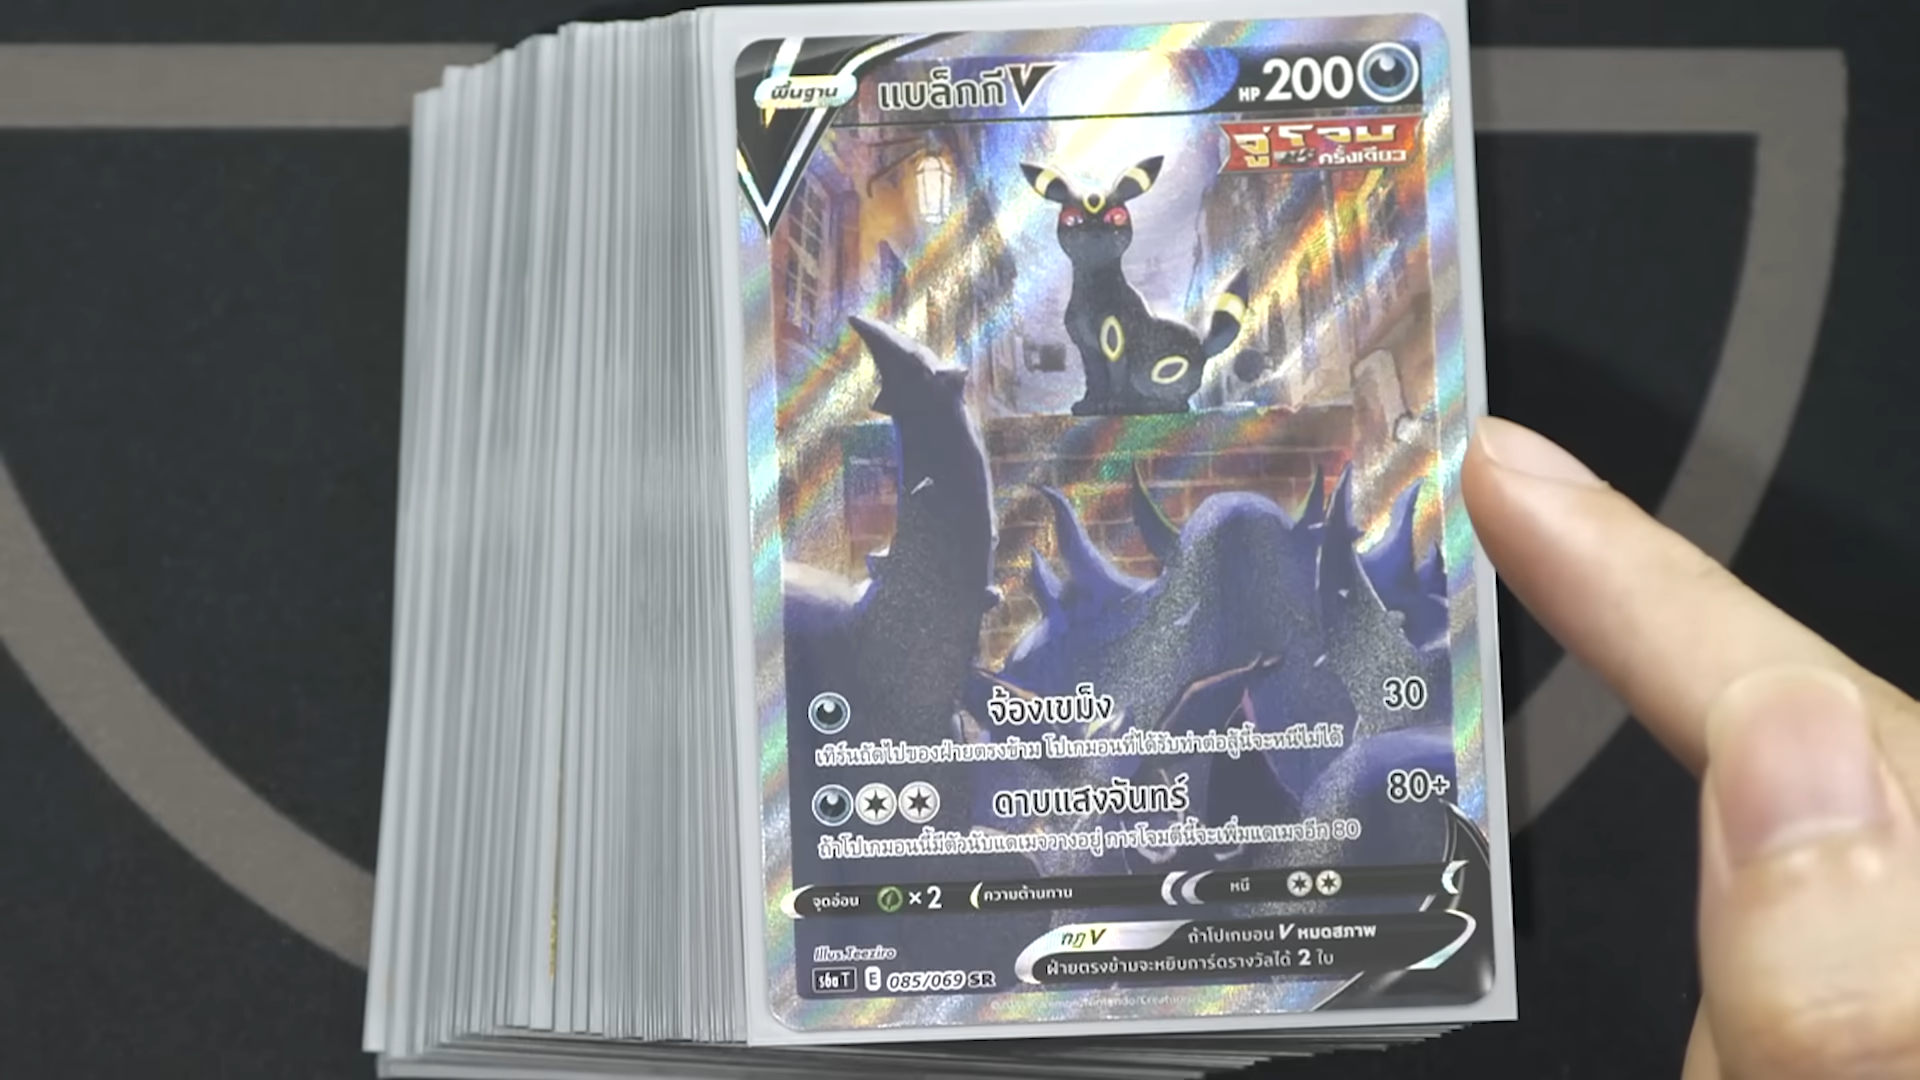 พื้นฐาน
แบล็กกี V
HP 200
จู่โจม
ครั้งเดียว
จ้องเขม็ง 30
เทิร์นถัดไปของฝ่ายตรงข้าม โปเกมอนที่ได้รับท่าต่อสู้นี้จะหนีไม่ได้
ดาบแสงจันทร์ 80+
ถ้าโปเกมอนนี้มีตัวนับแดเมจวางอยู่ การโจมตีนี้จะเพิ่มแดเมจอีก 80
จุดอ่อน ×2 ความต้านทาน หนี
กฎ V ถ้าโปเกมอน V หมดสภาพ
ฝ่ายตรงข้ามจะหยิบการ์ดรางวัลได้ 2 ใบ
Illus. Teeziro
s6a T E 085/069 SR